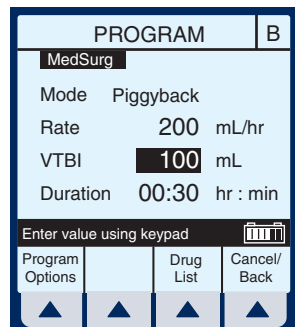 PROGRAM B
MedSurg
Mode Piggyback
Rate 200 mL/hr
VTBI 100 mL
Duration 00:30 hr : min
Enter value using keypad
Program Options
Drug List
Cancel/ Back